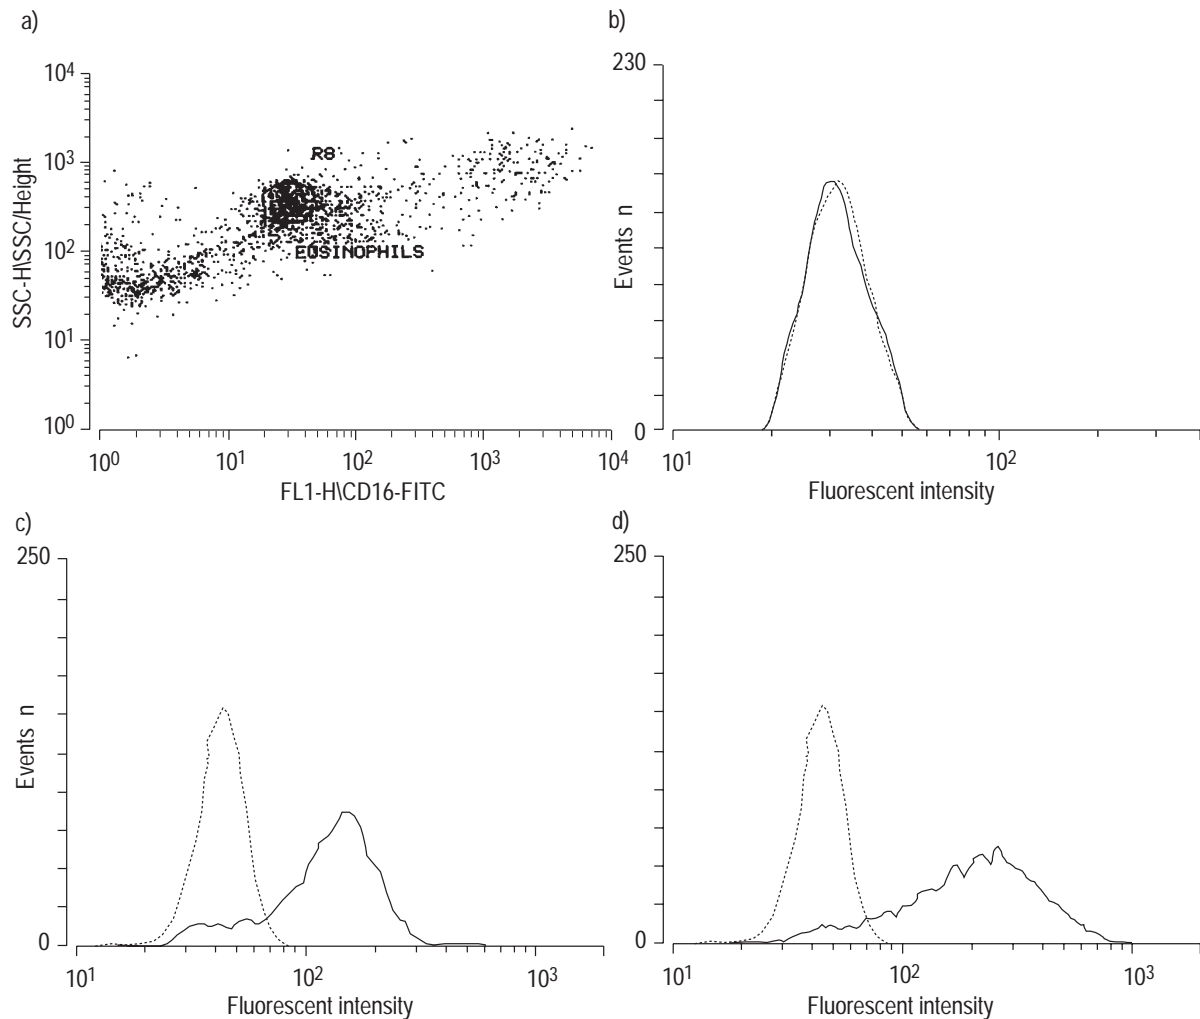 a)
SSC-H\SSC/Height
10⁴
10³
10²
10¹
10⁰
R8
EOSINOPHILS
10⁰ 10¹ 10² 10³ 10⁴
FL1-H\CD16-FITC
b)
Events n
230
0
10¹ 10²
Fluorescent intensity
c)
Events n
250
0
10¹ 10² 10³
Fluorescent intensity
d)
250
0
10¹ 10² 10³
Fluorescent intensity